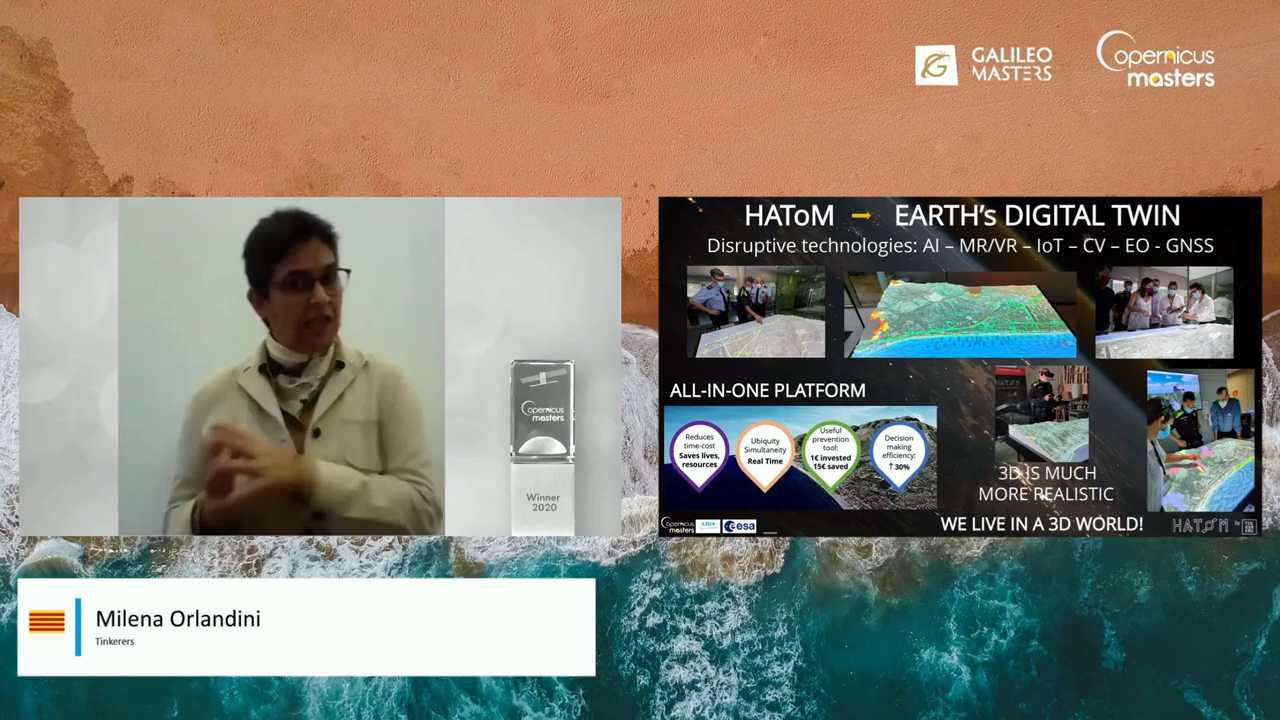 GALILEO
MASTERS
Copernicus
masters
HAToM → EARTH's DIGITAL TWIN
Disruptive technologies: AI – MR/VR – IoT – CV – EO - GNSS
ALL-IN-ONE PLATFORM
Reduces
time-cost
Saves lives,
resources
Ubiquity
Simultaneity
Real Time
Useful
prevention
tool:
1€ invested
15€ saved
Decision
making
efficiency:
↑ 30%
3D IS MUCH
MORE REALISTIC
WE LIVE IN A 3D WORLD!
Copernicus
masters
esa
HATOM
Copernicus
masters
Winner
2020
Milena Orlandini
Tinkerers